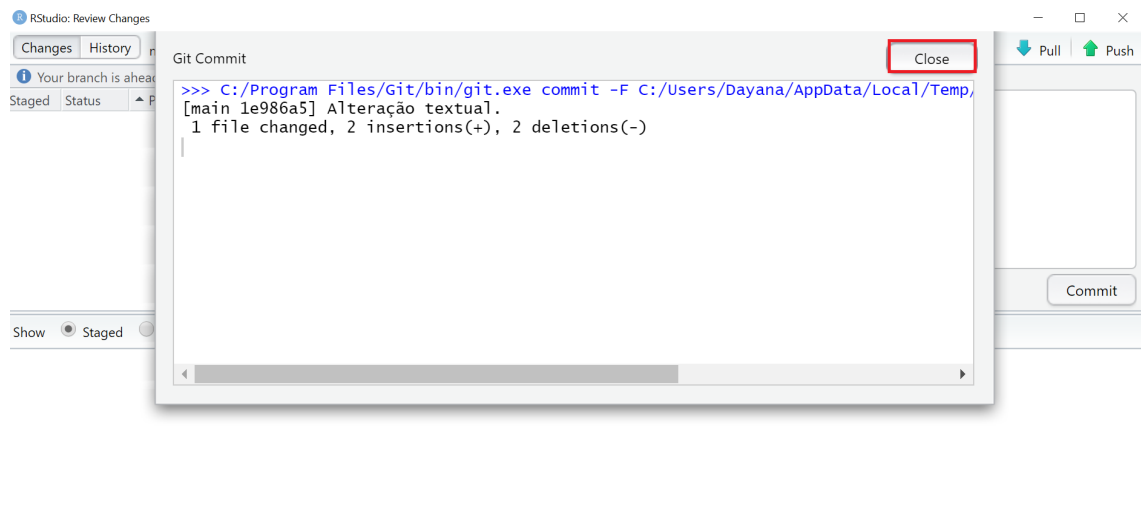 R RStudio: Review Changes
Changes History
Git Commit
Close
Pull Push
Your branch is ahead
Staged Status
>>> C:/Program Files/Git/bin/git.exe commit -F C:/Users/Dayana/AppData/Local/Temp/
[main 1e986a5] Alteração textual.
1 file changed, 2 insertions(+), 2 deletions(-)
Commit
Show Staged